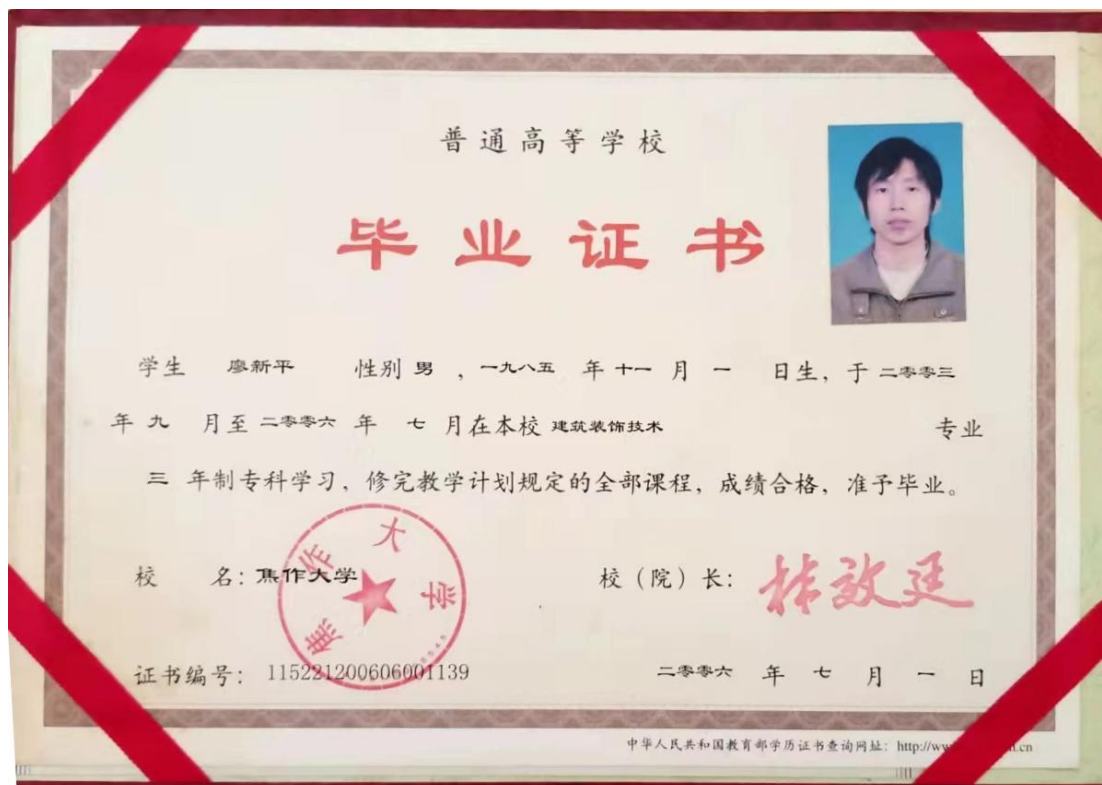 普通高等学校
毕业证书
学生 廖新平 性别 男 ，一九八五 年 十一 月 一 日生，于 二零零三
年 九 月至 二零零六 年 七 月在本校 建筑装饰技术 专业
三 年制专科学习，修完教学计划规定的全部课程，成绩合格，准予毕业。
校 名：焦作大学
焦作大学
校（院）长：
证书编号：115221200606001139
二零零六 年 七 月 一 日
中华人民共和国教育部学历证书查询网址：http://ww